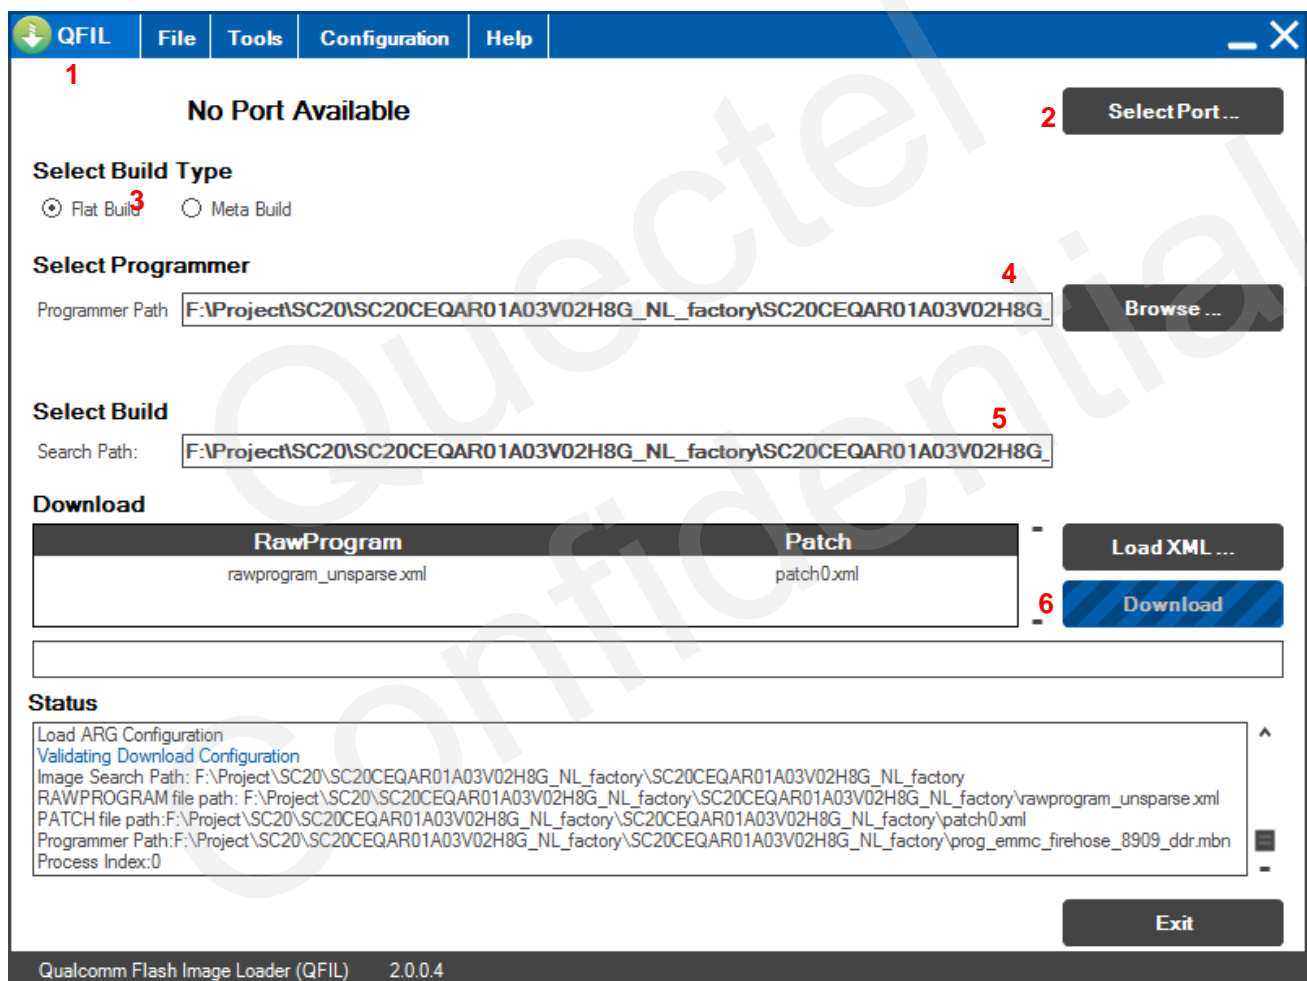 QFIL File Tools Configuration Help
1
No Port Available
2
Select Port ...
Select Build Type
3
Flat Build Meta Build
Select Programmer
4
Programmer Path F:\Project\SC20\SC20CEQAR01A03V02H8G_NL_factory\SC20CEQAR01A03V02H8G_
Browse ...
Select Build
5
Search Path: F:\Project\SC20\SC20CEQAR01A03V02H8G_NL_factory\SC20CEQAR01A03V02H8G_
Download
RawProgram Patch
Load XML ...
rawprogram_unsparse.xml patch0.xml
6
Download
Status
Load ARG Configuration
Validating Download Configuration
Image Search Path: F:\Project\SC20\SC20CEQAR01A03V02H8G_NL_factory\SC20CEQAR01A03V02H8G_NL_factory
RAWPROGRAM file path: F:\Project\SC20\SC20CEQAR01A03V02H8G_NL_factory\SC20CEQAR01A03V02H8G_NL_factory\rawprogram_unsparse.xml
PATCH file path:F:\Project\SC20\SC20CEQAR01A03V02H8G_NL_factory\SC20CEQAR01A03V02H8G_NL_factory\patch0.xml
Programmer Path:F:\Project\SC20\SC20CEQAR01A03V02H8G_NL_factory\SC20CEQAR01A03V02H8G_NL_factory\prog_emmc_firehose_8909_ddr.mbn
Process Index:0
Exit
Qualcomm Flash Image Loader (QFIL) 2.0.0.4
Quectel
Confidential